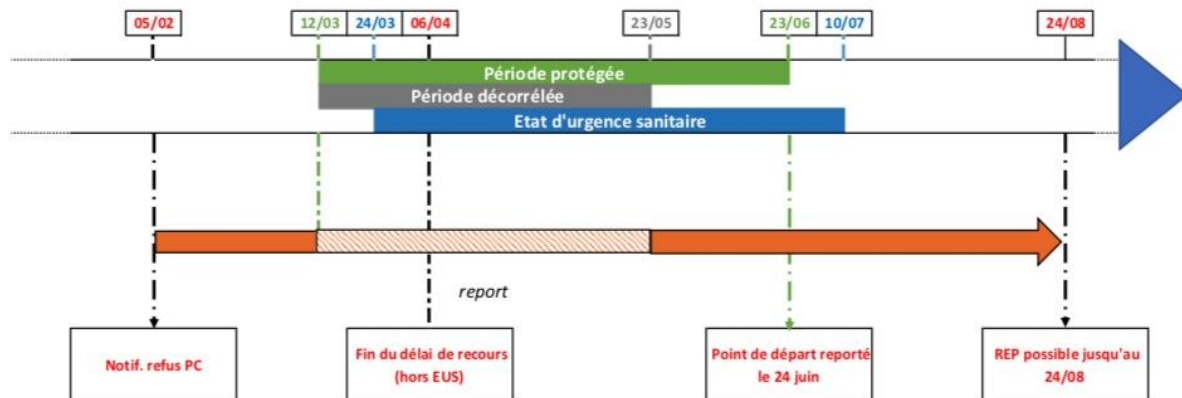 05/02
12/03
24/03
06/04
23/05
23/06
10/07
24/08
Période protégée
Période décorrélée
Etat d'urgence sanitaire
report
Notif. refus PC
Fin du délai de recours
(hors EUS)
Point de départ reporté
le 24 juin
REP possible jusqu'au
24/08